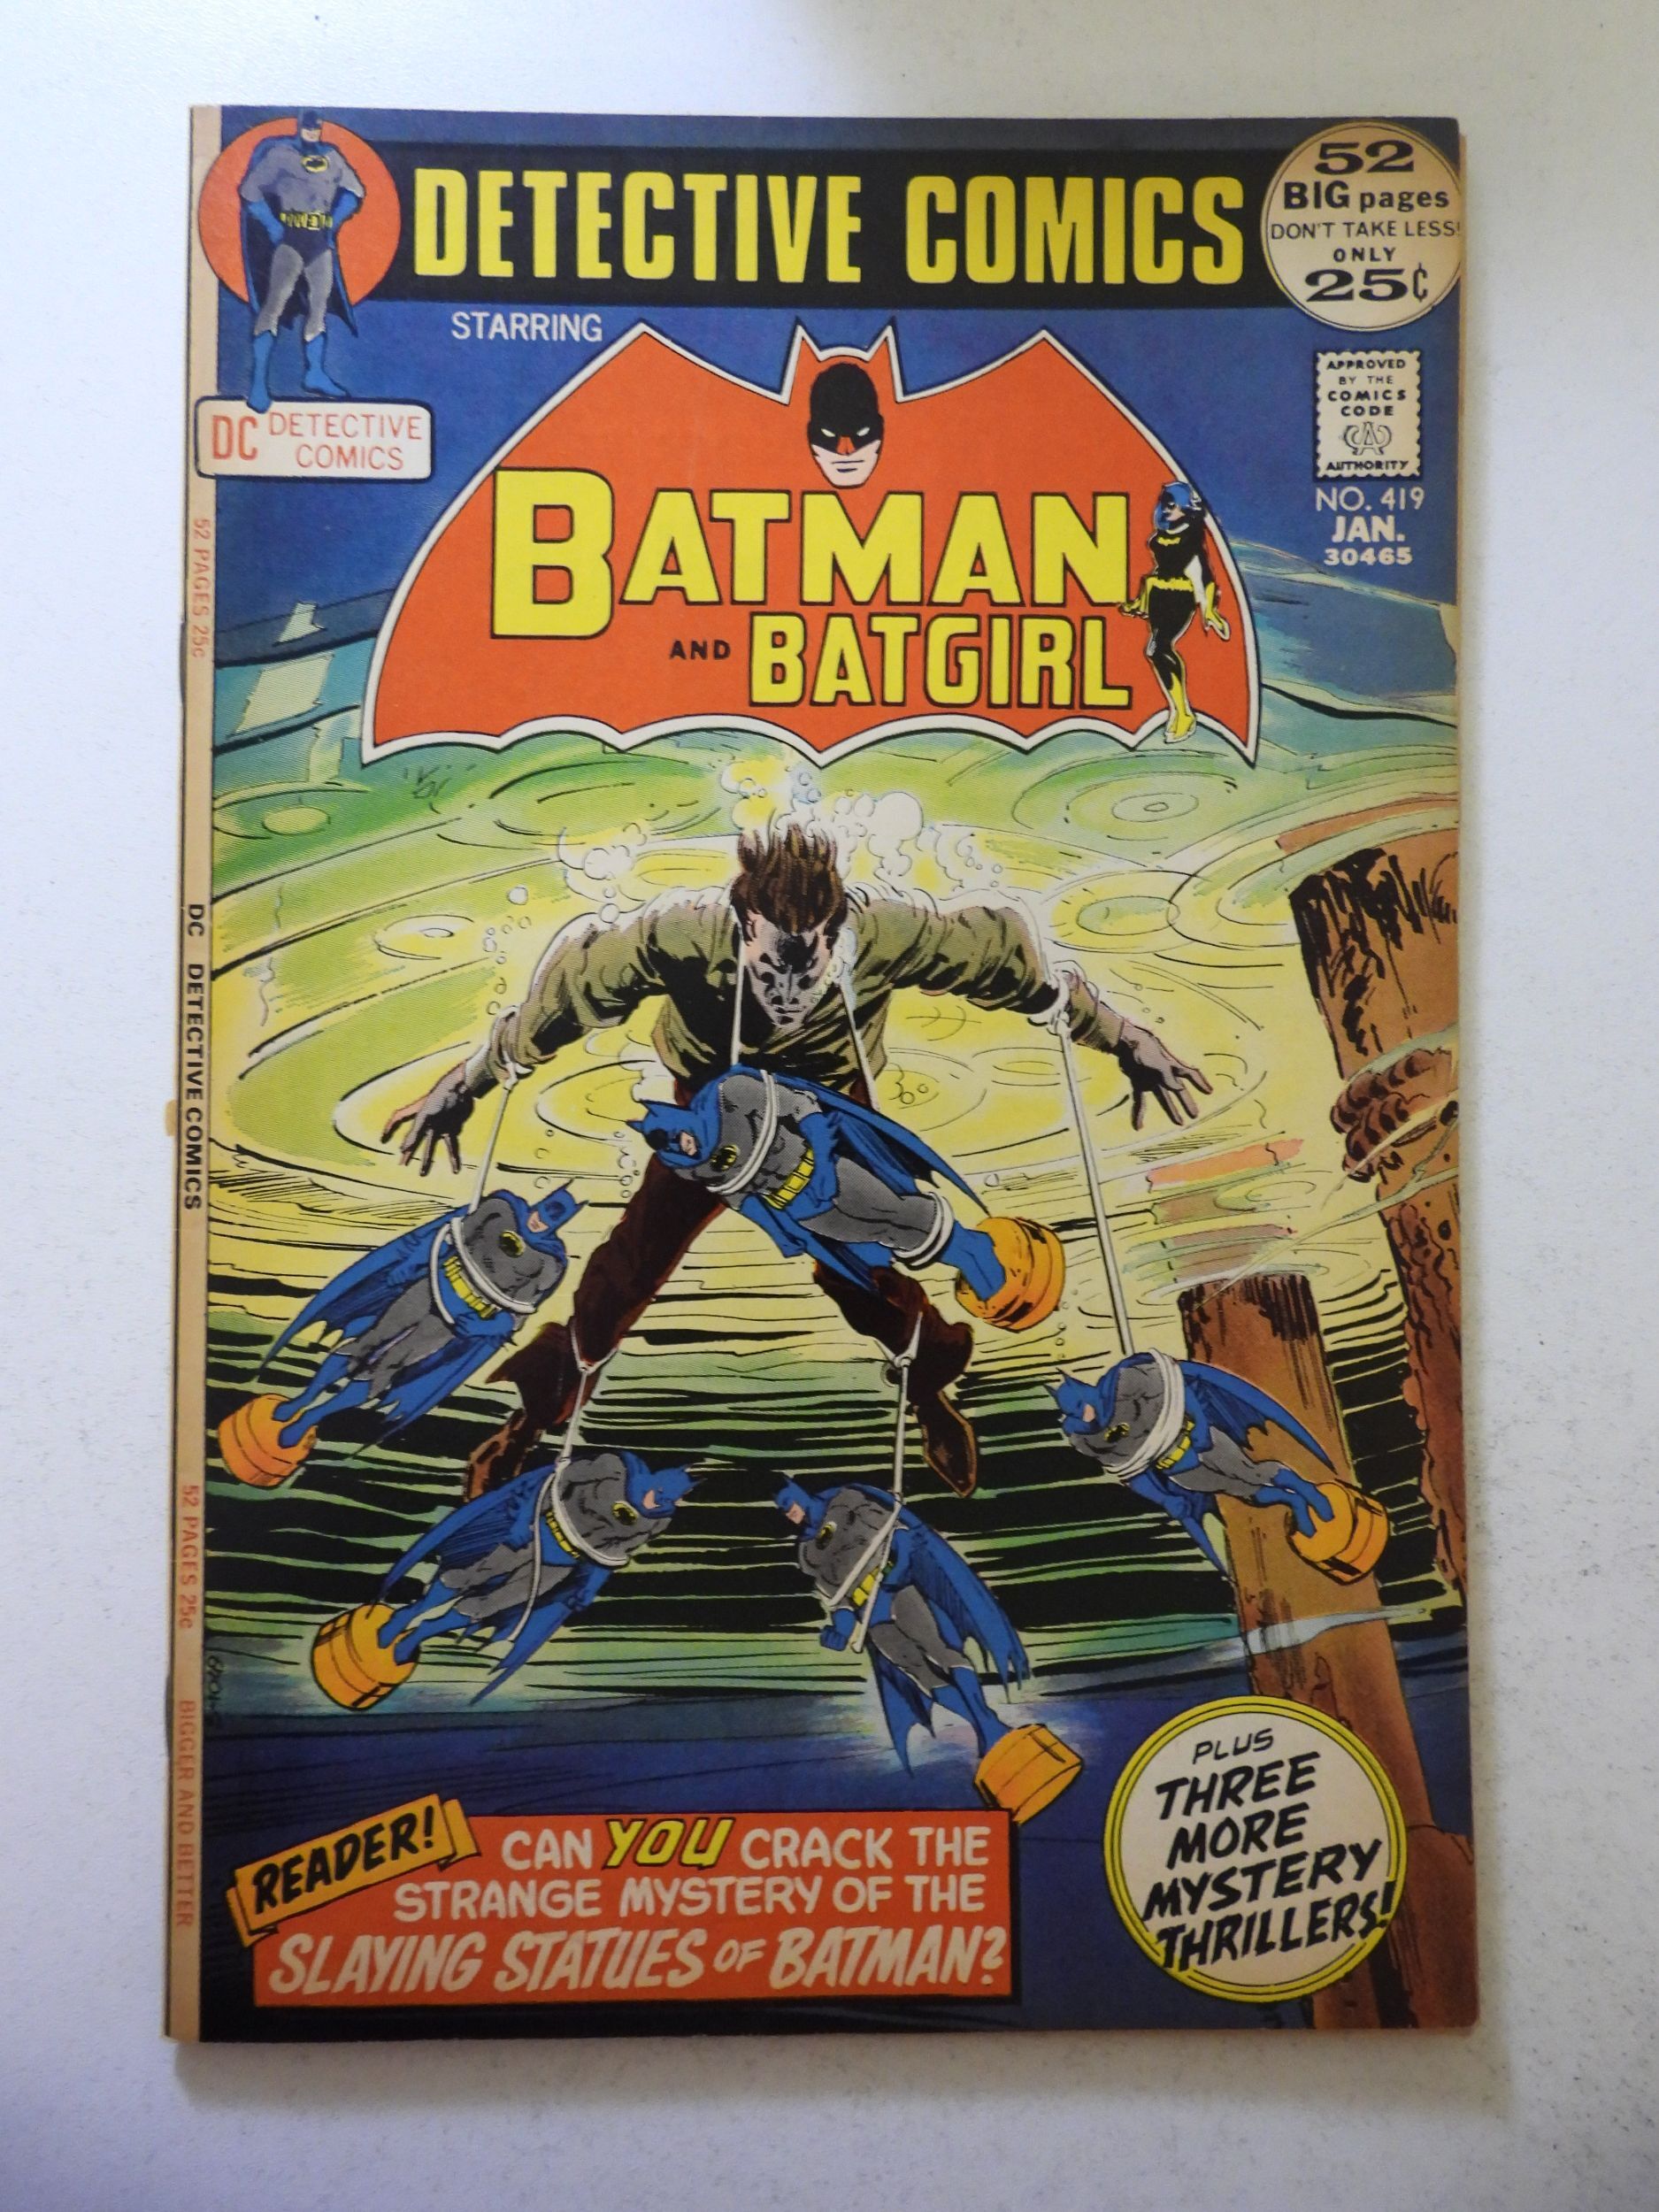 DETECTIVE COMICS
52
BIG pages
DON'T TAKE LESS!
ONLY
25¢
STARRING
DC DETECTIVE
COMICS
APPROVED
BY THE
COMICS
CODE
CA
AUTHORITY
NO. 419
JAN.
30465
BATMAN
AND BATGIRL
52 PAGES 25¢
DC DETECTIVE COMICS
52 PAGES 25¢
BIGGER AND BETTER
READER!
CAN YOU CRACK THE
STRANGE MYSTERY OF THE
SLAYING STATUES OF BATMAN?
PLUS
THREE
MORE
MYSTERY
THRILLERS!